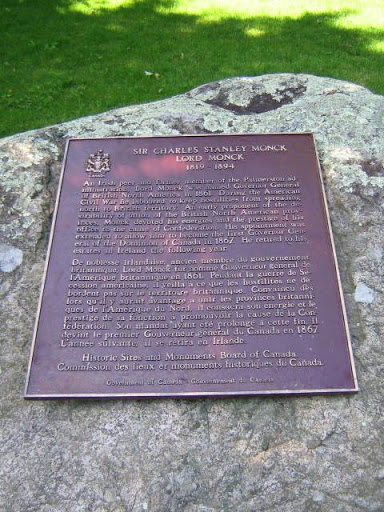 SIR CHARLES STANLEY MONCK
LORD MONCK
1819 - 1894
An Irish peer and former member of the Palmerston ad-
ministration, Lord Monck was named Governor General
of British North America in 1861. During the American
Civil War he laboured to keep hostilities from spreading
north into British territory. An early proponent of the de-
sirability of union of the British North American prov-
inces, Monck devoted his energies and the prestige of his
office to the cause of Confederation. His appointment was
extended to allow him to become the first Governor Gen-
eral of the Dominion of Canada in 1867. He retired to his
estates in Ireland the following year.
De noblesse irlandaise, ancien membre du gouvernement
britannique, Lord Monck fut nommé Gouverneur général de
l'Amérique britannique en 1861. Pendant la guerre de Sé-
cession américaine, il veilla à ce que les hostilités ne dé-
bordent pas sur le territoire britannique. Convaincu dès
lors qu'il y aurait avantage à unir les provinces britanni-
ques de l'Amérique du Nord, il consacra son énergie et le
prestige de sa fonction à promouvoir la cause de la Con-
fédération. Son mandat ayant été prolongé à cette fin, il
devint le premier Gouverneur général du Canada en 1867.
L'année suivante, il se retira en Irlande.
Historic Sites and Monuments Board of Canada.
Commission des lieux et monuments historiques du Canada.
Government of Canada - Gouvernement du Canada